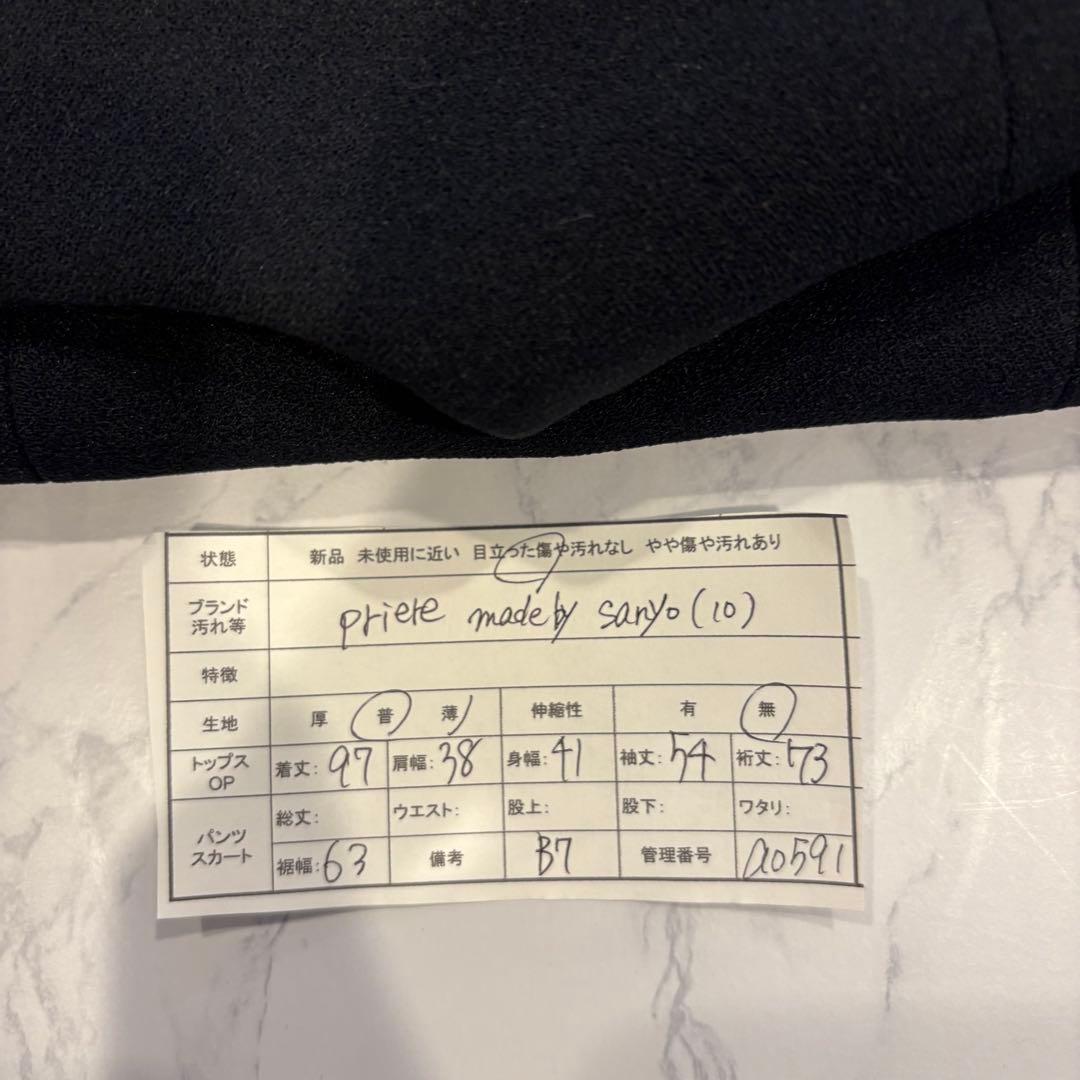 状態 新品 未使用に近い 目立った傷や汚れなし やや傷や汚れあり
ブランド 汚れ等 priere made by sanyo (10)
特徴
生地 厚 普 薄 伸縮性 有 無
トップス OP 着丈: 97 肩幅: 38 身幅: 41 袖丈: 54 裄丈: 73
パンツ スカート 総丈: ウエスト: 股上: 股下: ワタリ:
裾幅: 63 備考 B7 管理番号 a0591